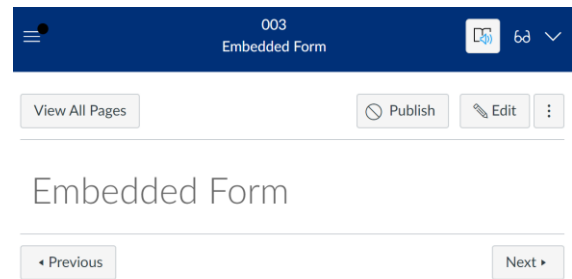 003
Embedded Form
View All Pages
Publish
Edit
Embedded Form
Previous
Next